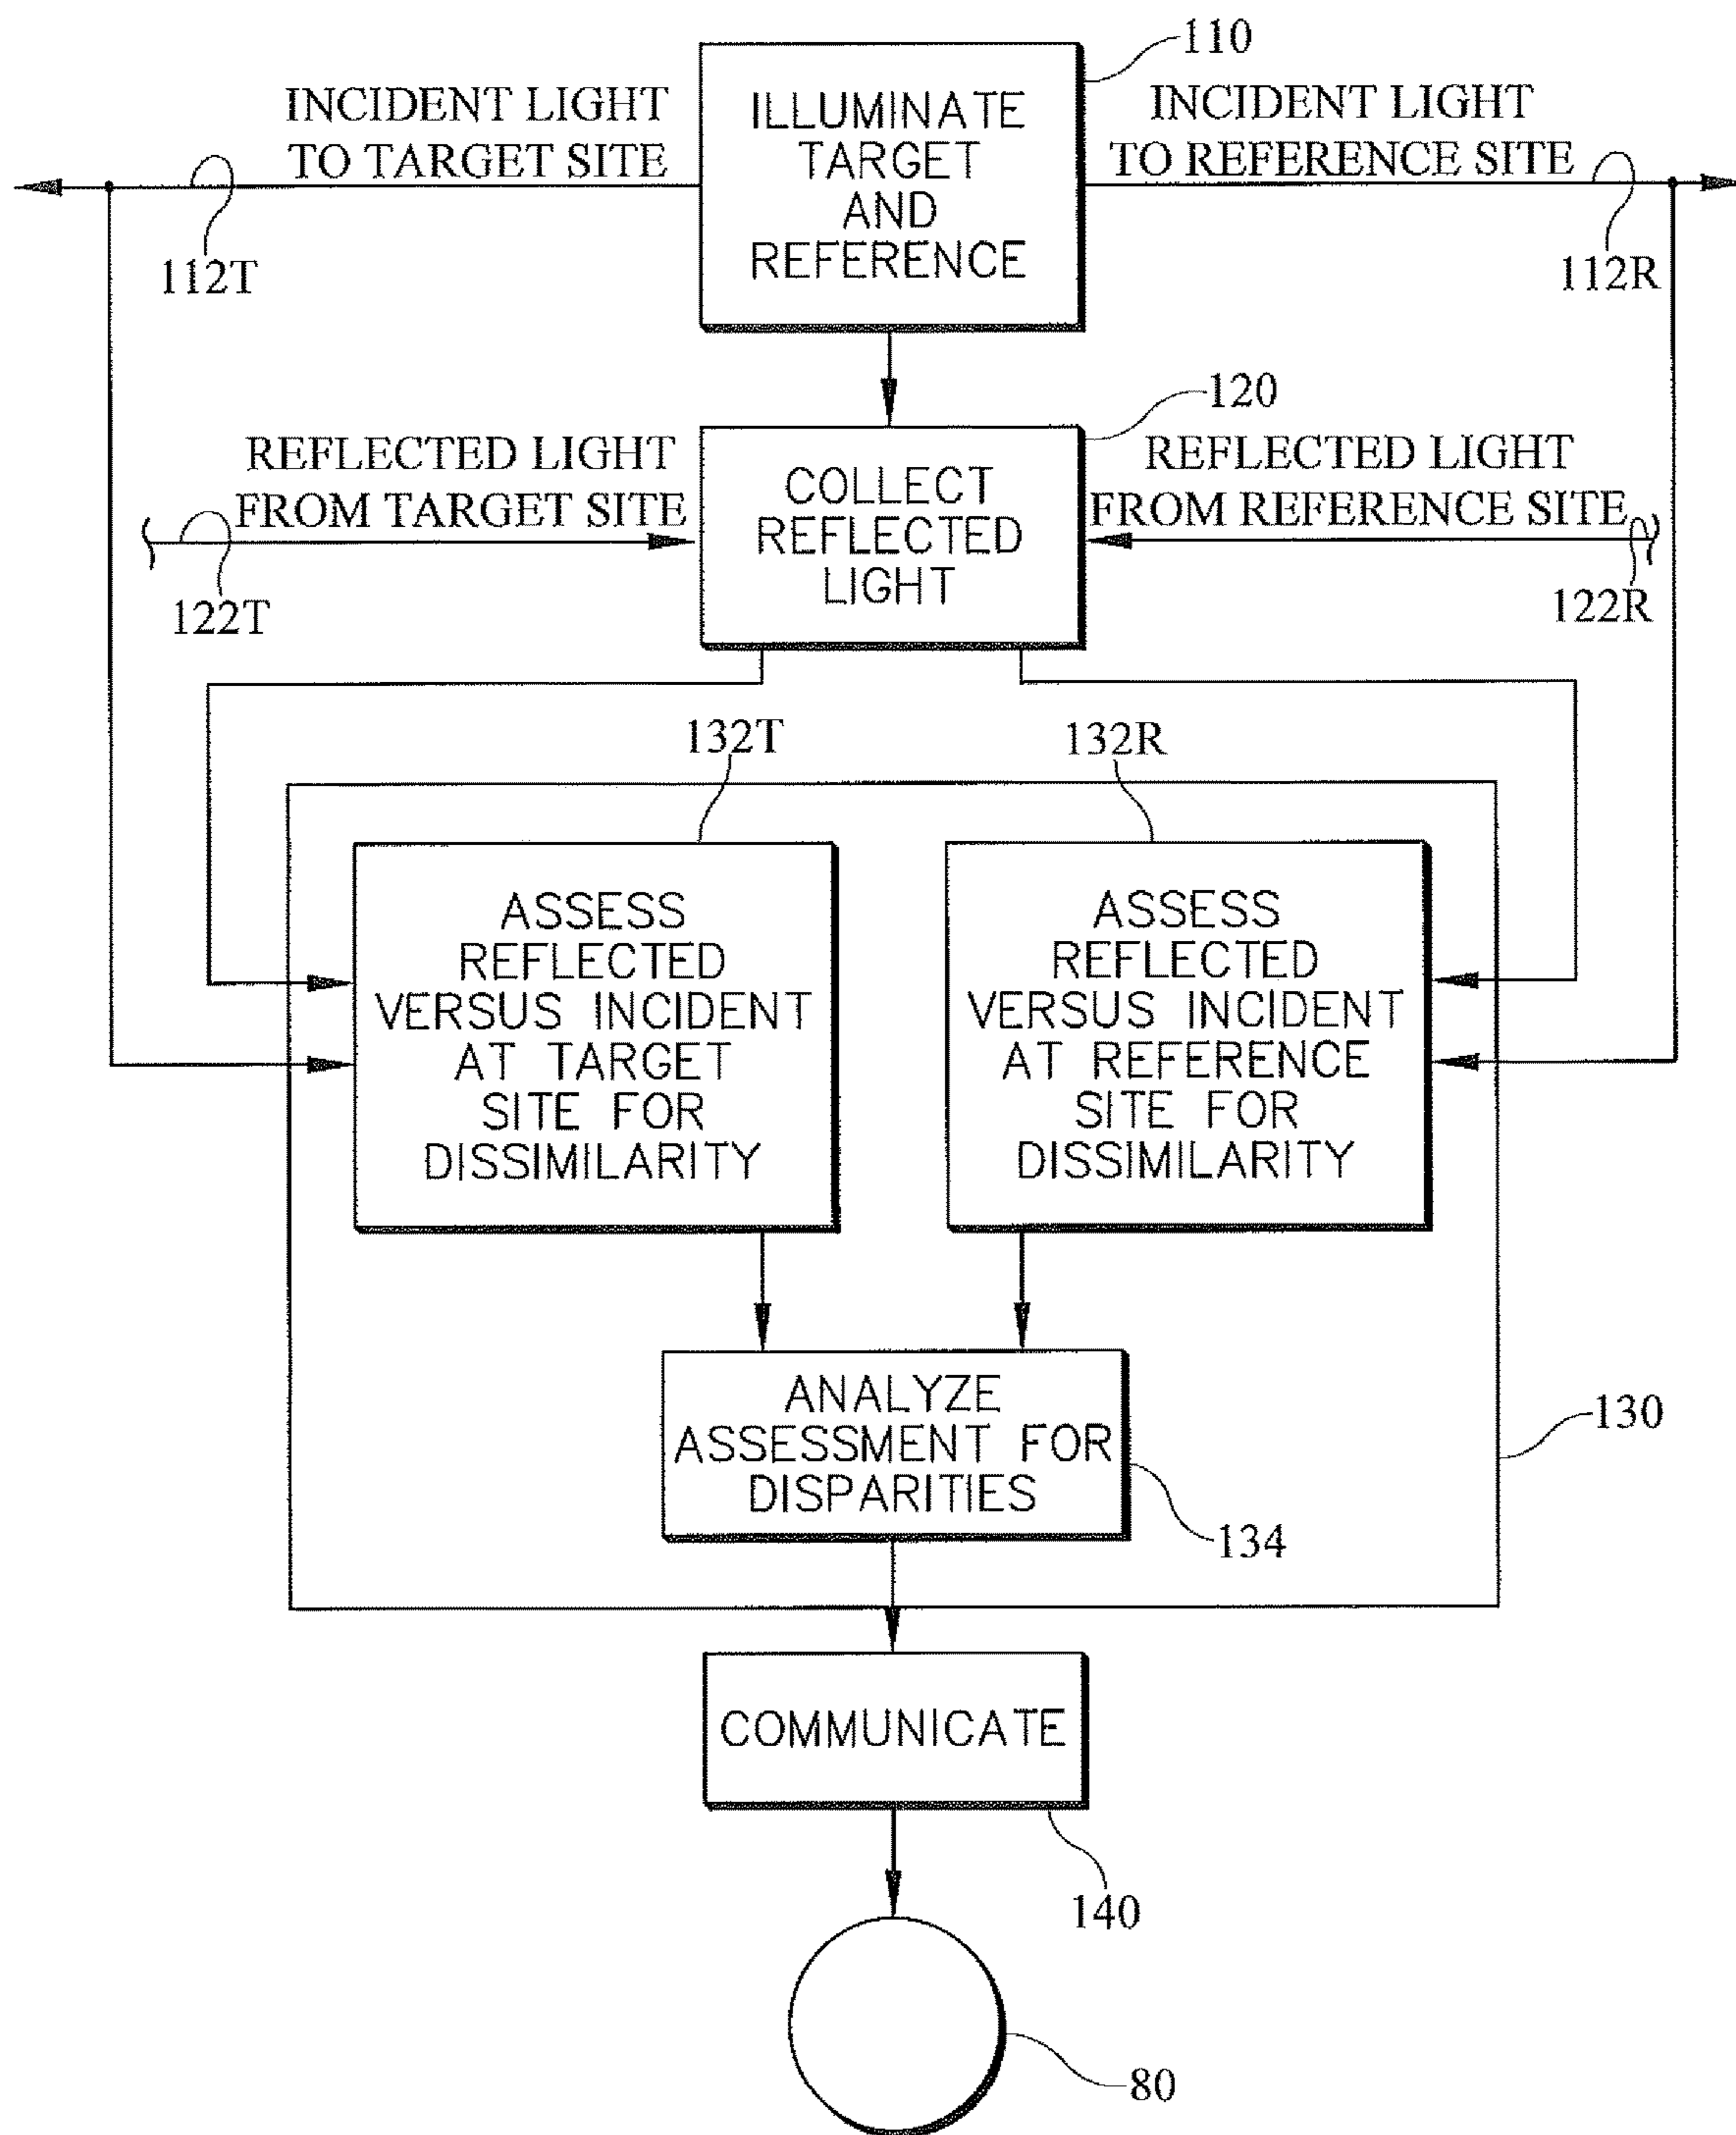 110
INCIDENT LIGHT
TO TARGET SITE
ILLUMINATE
TARGET
AND
REFERENCE
INCIDENT LIGHT
TO REFERENCE SITE
112T
112R
120
REFLECTED LIGHT
FROM TARGET SITE
COLLECT
REFLECTED
LIGHT
REFLECTED LIGHT
FROM REFERENCE SITE
122T
122R
132T
132R
ASSESS
REFLECTED
VERSUS INCIDENT
AT TARGET
SITE FOR
DISSIMILARITY
ASSESS
REFLECTED
VERSUS INCIDENT
AT REFERENCE
SITE FOR
DISSIMILARITY
ANALYZE
ASSESSMENT FOR
DISPARITIES
130
134
COMMUNICATE
140
80